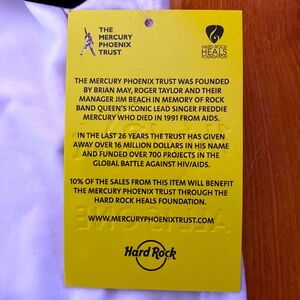 THE
MERCURY
PHOENIX
TRUST
HARD ROCK
HEALS
FOUNDATION
THE MERCURY PHOENIX TRUST WAS FOUNDED
BY BRIAN MAY, ROGER TAYLOR AND THEIR
MANAGER JIM BEACH IN MEMORY OF ROCK
BAND QUEEN'S ICONIC LEAD SINGER FREDDIE
MERCURY WHO DIED IN 1991 FROM AIDS.
IN THE LAST 26 YEARS THE TRUST HAS GIVEN
AWAY OVER 16 MILLION DOLLARS IN HIS NAME
AND FUNDED OVER 700 PROJECTS IN THE
GLOBAL BATTLE AGAINST HIV/AIDS.
10% OF THE SALES FROM THIS ITEM WILL BENEFIT
THE MERCURY PHOENIX TRUST THROUGH THE
HARD ROCK HEALS FOUNDATION.
WWW.MERCURYPHOENIXTRUST.COM
Hard Rock